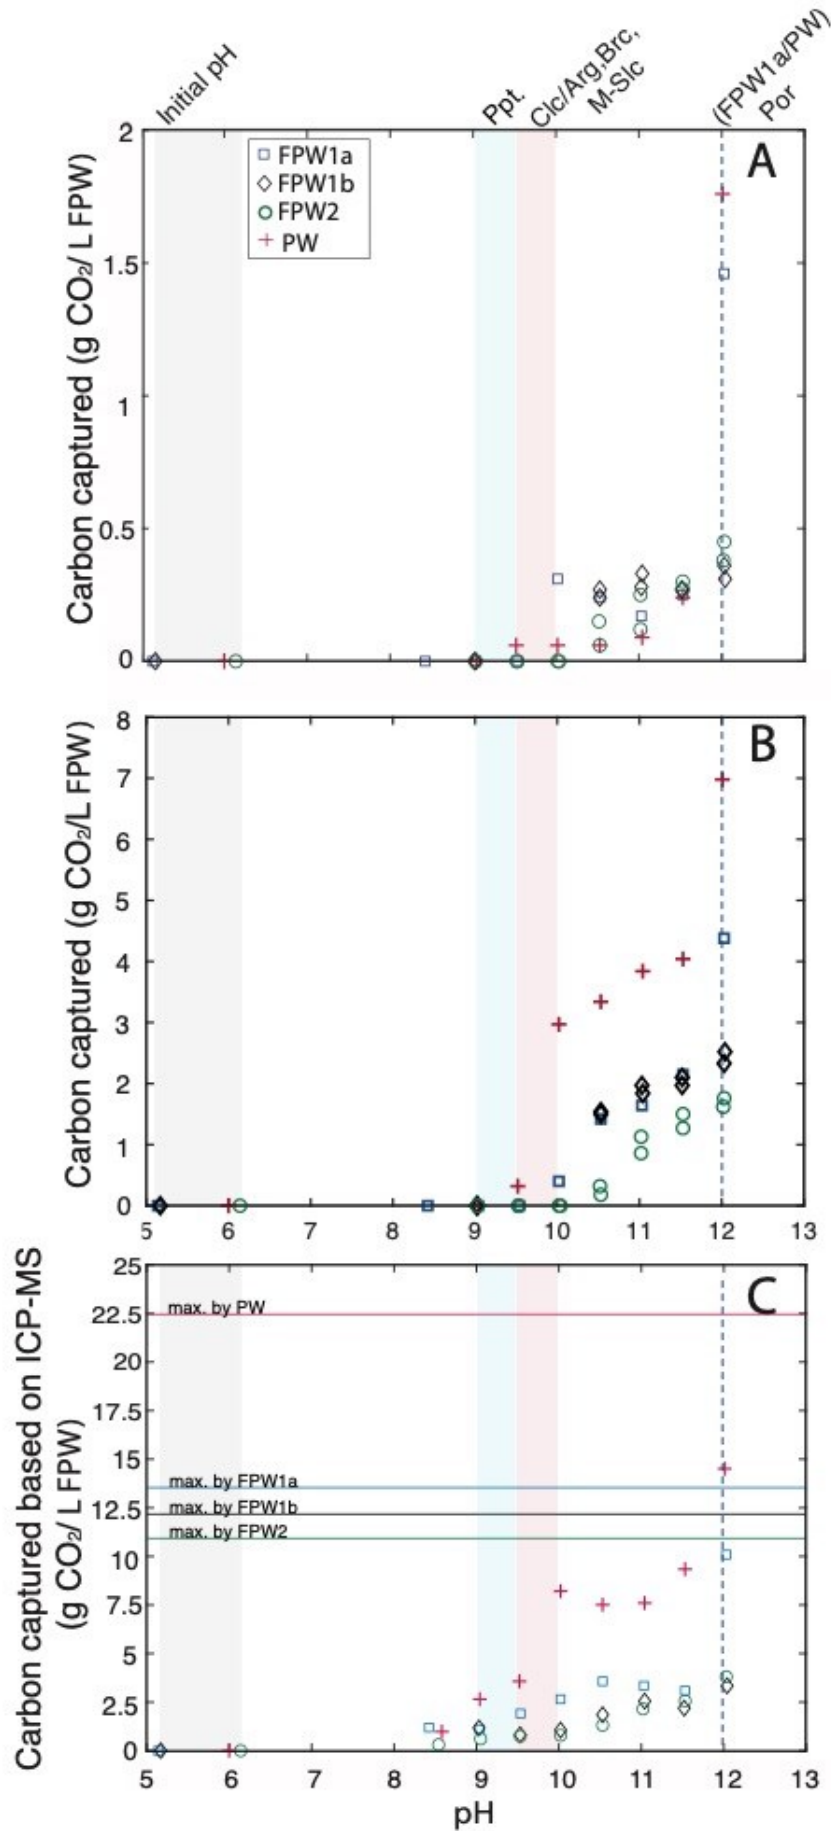 Initial pH
Ppt.
Clc/Arg,Brc,
M-Slc
(FPW1a/PW)
Por
A
FPW1a
FPW1b
FPW2
PW
Carbon captured (g CO₂/ L FPW)
2
1.5
1
0.5
0
B
Carbon captured (g CO₂/L FPW)
8
7
6
5
4
3
2
1
0
5 6 7 8 9 10 11 12 13
C
Carbon captured based on ICP-MS
(g CO₂/ L FPW)
25
22.5
20
17.5
15
12.5
10
7.5
5
2.5
0
max. by PW
max. by FPW1a
max. by FPW1b
max. by FPW2
5 6 7 8 9 10 11 12 13
pH